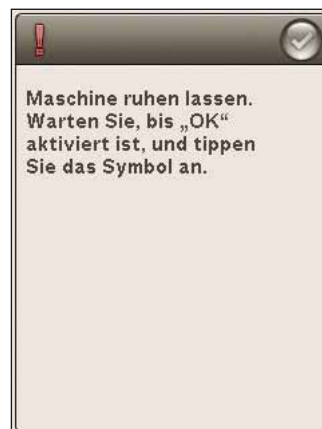 Maschine ruhen lassen.
Warten Sie, bis „OK“
aktiviert ist, und tippen
Sie das Symbol an.